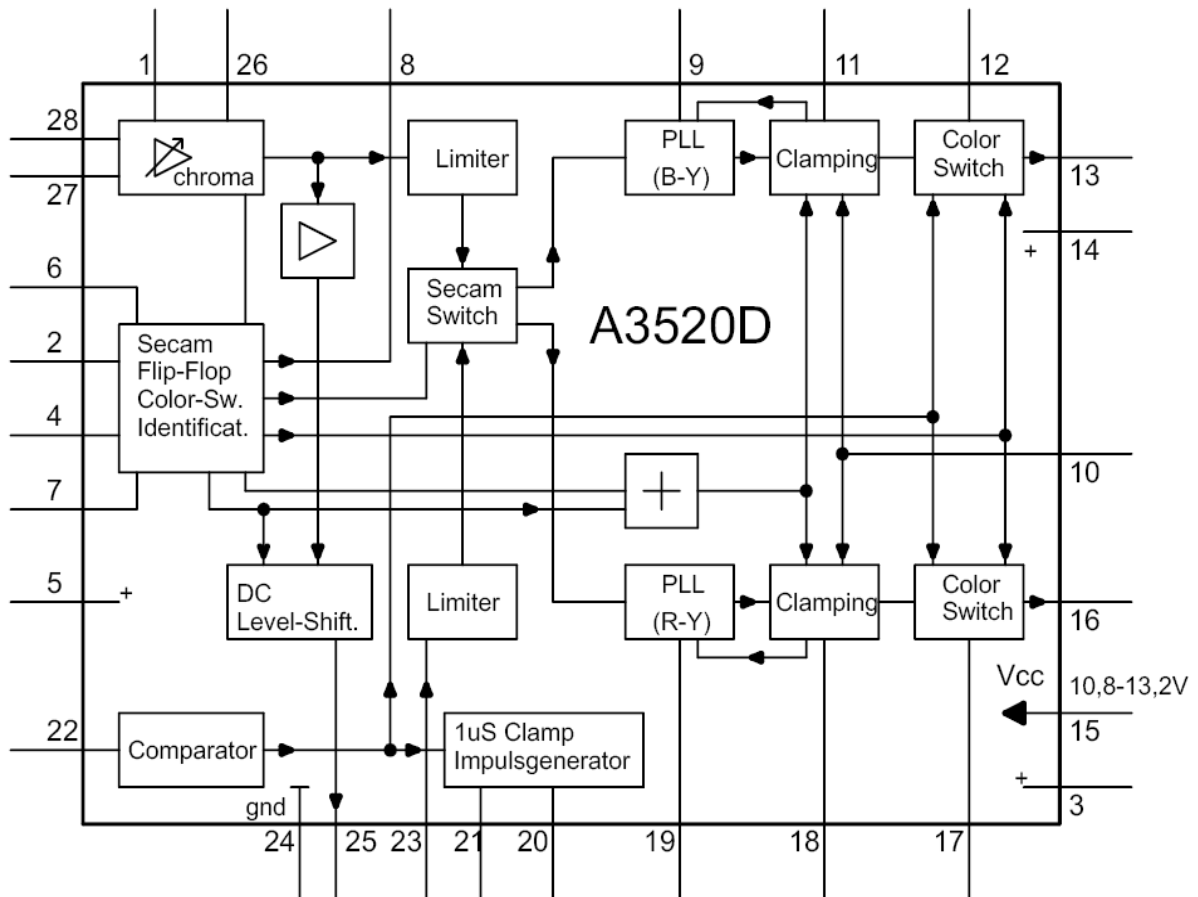 1
26
8
9
11
12
28
27
chroma
Limiter
PLL
(B-Y)
Clamping
Color
Switch
13
14
+
6
2
4
7
Secam
Flip-Flop
Color-Sw.
Identificat.
Secam
Switch
A3520D
10
5
+
DC
Level-Shift.
Limiter
PLL
(R-Y)
Clamping
Color
Switch
16
Vcc
10,8-13,2V
15
22
Comparator
1uS Clamp
Impulsgenerator
+
3
gnd
24
25
23
21
20
19
18
17